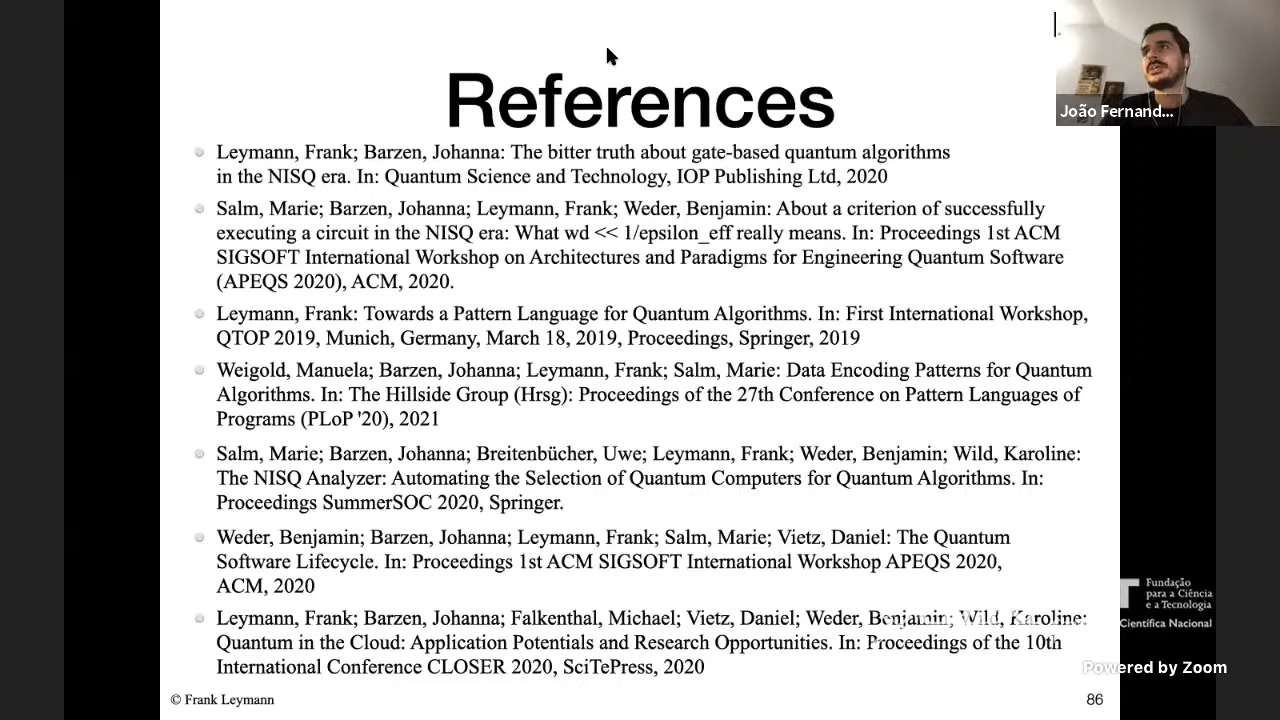 References
João Fernand...
Leymann, Frank; Barzen, Johanna: The bitter truth about gate-based quantum algorithms
in the NISQ era. In: Quantum Science and Technology, IOP Publishing Ltd, 2020
Salm, Marie; Barzen, Johanna; Leymann, Frank; Weder, Benjamin: About a criterion of successfully
executing a circuit in the NISQ era: What wd << 1/epsilon_eff really means. In: Proceedings 1st ACM
SIGSOFT International Workshop on Architectures and Paradigms for Engineering Quantum Software
(APEQS 2020), ACM, 2020.
Leymann, Frank: Towards a Pattern Language for Quantum Algorithms. In: First International Workshop,
QTOP 2019, Munich, Germany, March 18, 2019, Proceedings, Springer, 2019
Weigold, Manuela; Barzen, Johanna; Leymann, Frank; Salm, Marie: Data Encoding Patterns for Quantum
Algorithms. In: The Hillside Group (Hrsg): Proceedings of the 27th Conference on Pattern Languages of
Programs (PLoP '20), 2021
Salm, Marie; Barzen, Johanna; Breitenbücher, Uwe; Leymann, Frank; Weder, Benjamin; Wild, Karoline:
The NISQ Analyzer: Automating the Selection of Quantum Computers for Quantum Algorithms. In:
Proceedings SummerSOC 2020, Springer.
Weder, Benjamin; Barzen, Johanna; Leymann, Frank; Salm, Marie; Vietz, Daniel: The Quantum
Software Lifecycle. In: Proceedings 1st ACM SIGSOFT International Workshop APEQS 2020,
ACM, 2020
Leymann, Frank; Barzen, Johanna; Falkenthal, Michael; Vietz, Daniel; Weder, Benjamin; Wild, Karoline:
Quantum in the Cloud: Application Potentials and Research Opportunities. In: Proceedings of the 10th
International Conference CLOSER 2020, SciTePress, 2020
© Frank Leymann
86
Fundação
para a Ciência
e a Tecnologia
Científica Nacional
Powered by Zoom